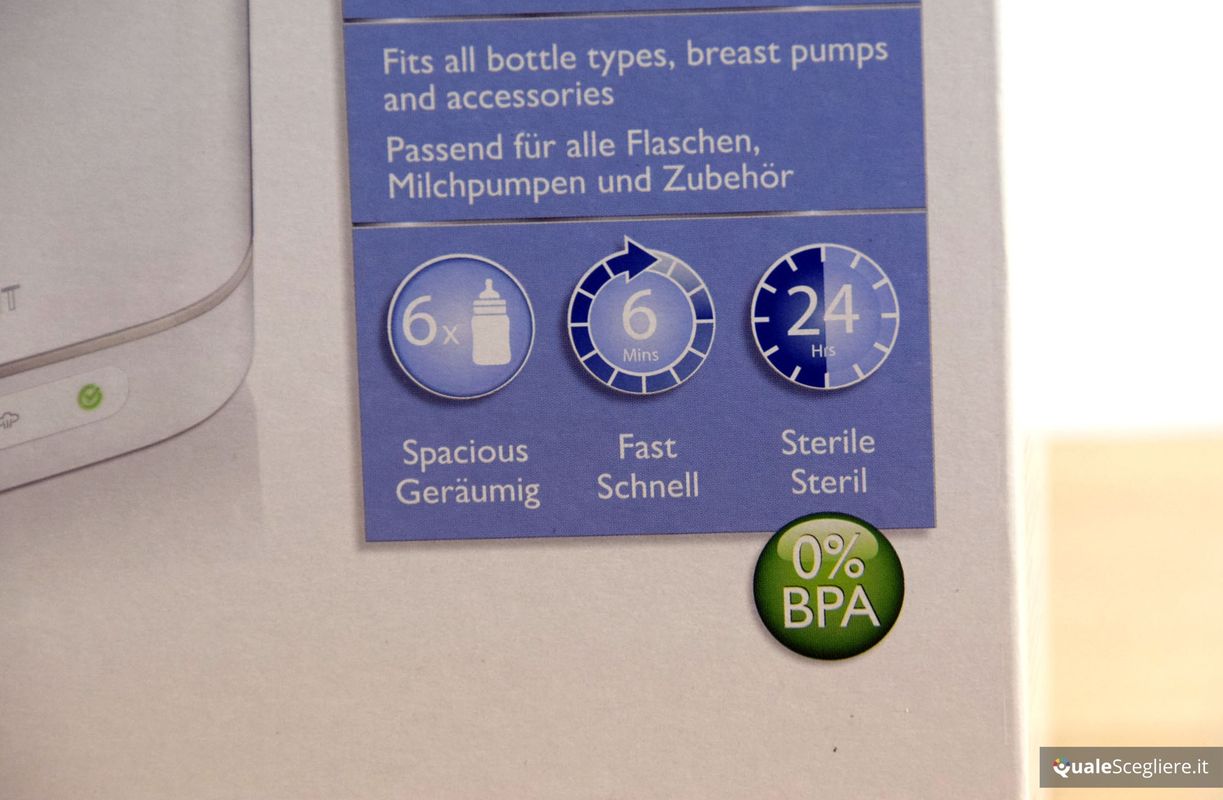 Fits all bottle types, breast pumps
and accessories
Passend für alle Flaschen,
Milchpumpen und Zubehör
6x
6
Mins
24
Hrs
Spacious
Geräumig
Fast
Schnell
Sterile
Steril
0%
BPA
T
QualeScegliere.it